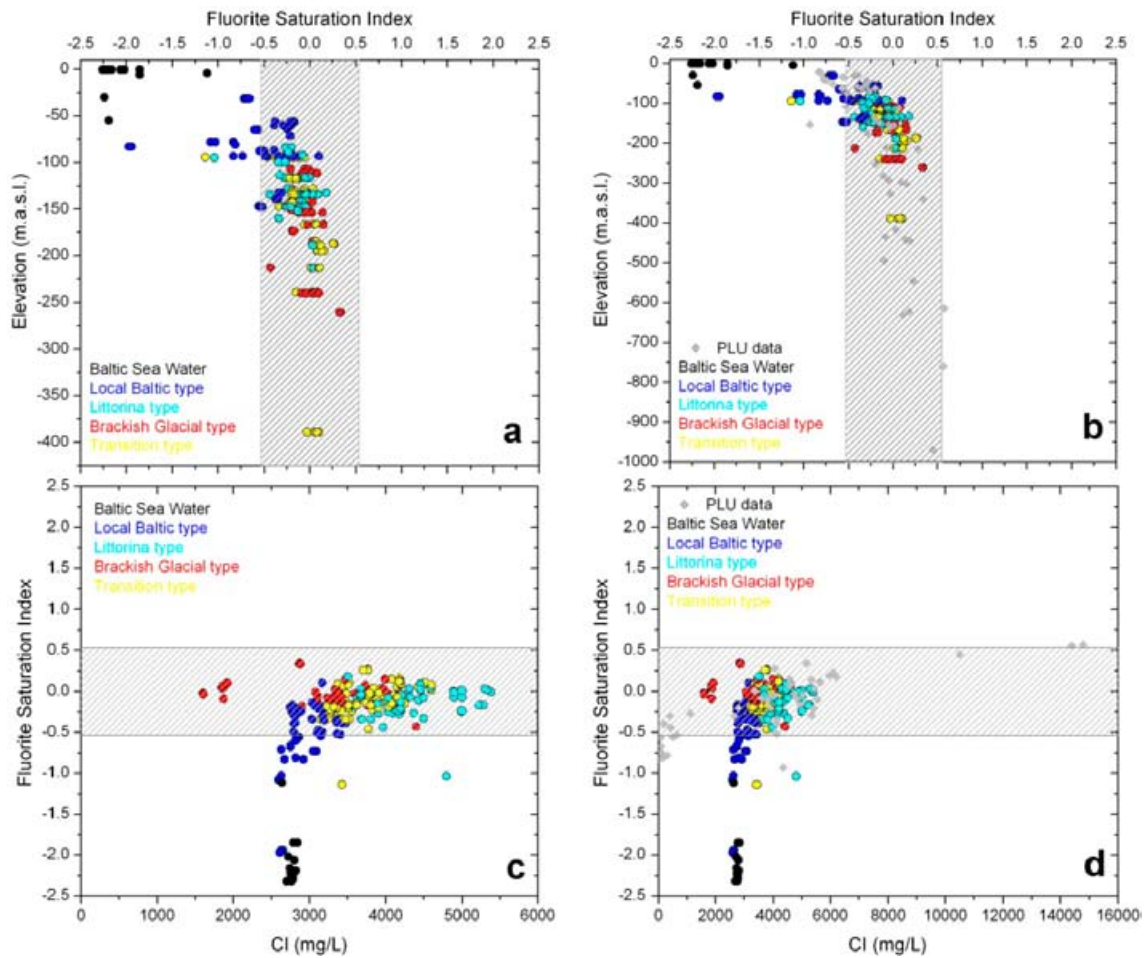 Fluorite Saturation Index
-2.5 -2.0 -1.5 -1.0 -0.5 0.0 0.5 1.0 1.5 2.0 2.5
Elevation (m.a.s.l.)
0
-50
-100
-150
-200
-250
-300
-350
-400
Baltic Sea Water
Local Baltic type
Littorina type
Brackish Glacial type
Transition type
a
Fluorite Saturation Index
-2.5 -2.0 -1.5 -1.0 -0.5 0.0 0.5 1.0 1.5 2.0 2.5
Elevation (m.a.s.l.)
0
-100
-200
-300
-400
-500
-600
-700
-800
-900
-1000
PLU data
Baltic Sea Water
Local Baltic type
Littorina type
Brackish Glacial type
Transition type
b
Fluorite Saturation Index
2.5
2.0
1.5
1.0
0.5
0.0
-0.5
-1.0
-1.5
-2.0
-2.5
Baltic Sea Water
Local Baltic type
Littorina type
Brackish Glacial type
Transition type
c
0 1000 2000 3000 4000 5000 6000
Cl (mg/L)
Fluorite Saturation Index
2.5
2.0
1.5
1.0
0.5
0.0
-0.5
-1.0
-1.5
-2.0
-2.5
PLU data
Baltic Sea Water
Local Baltic type
Littorina type
Brackish Glacial type
Transition type
d
0 2000 4000 6000 8000 10000 12000 14000 16000
Cl (mg/L)